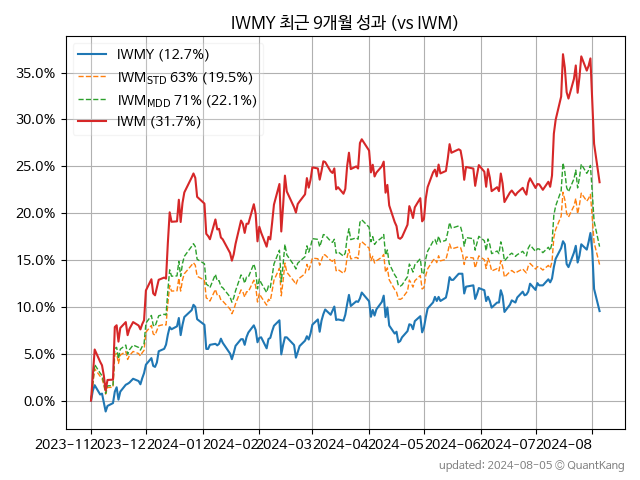 IWMY 최근 9개월 성과 (vs IWM)
IWMY (12.7%)
IWM_STD 63% (19.5%)
IWM_MDD 71% (22.1%)
IWM (31.7%)
35.0%
30.0%
25.0%
20.0%
15.0%
10.0%
5.0%
0.0%
2023-11 2023-12 2024-01 2024-02 2024-03 2024-04 2024-05 2024-06 2024-07 2024-08
updated: 2024-08-05 © QuantKang